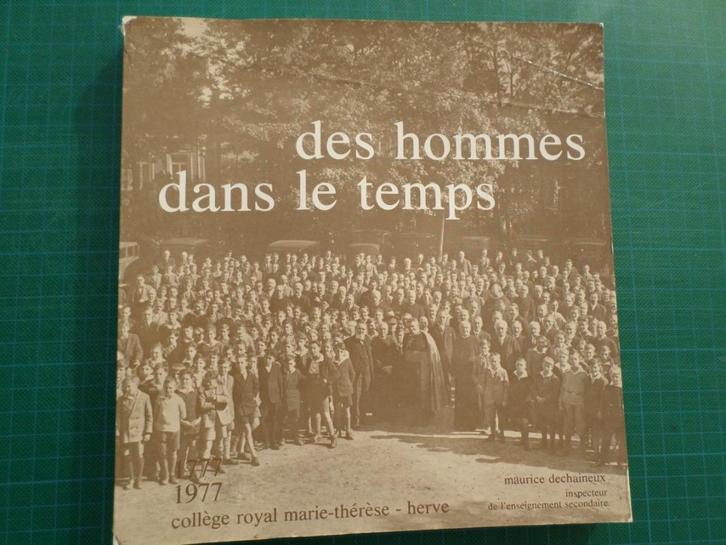 des hommes
dans le temps
1777
1977
collège royal marie-thérèse - herve
maurice dechaineux
inspecteur
de l'enseignement secondaire